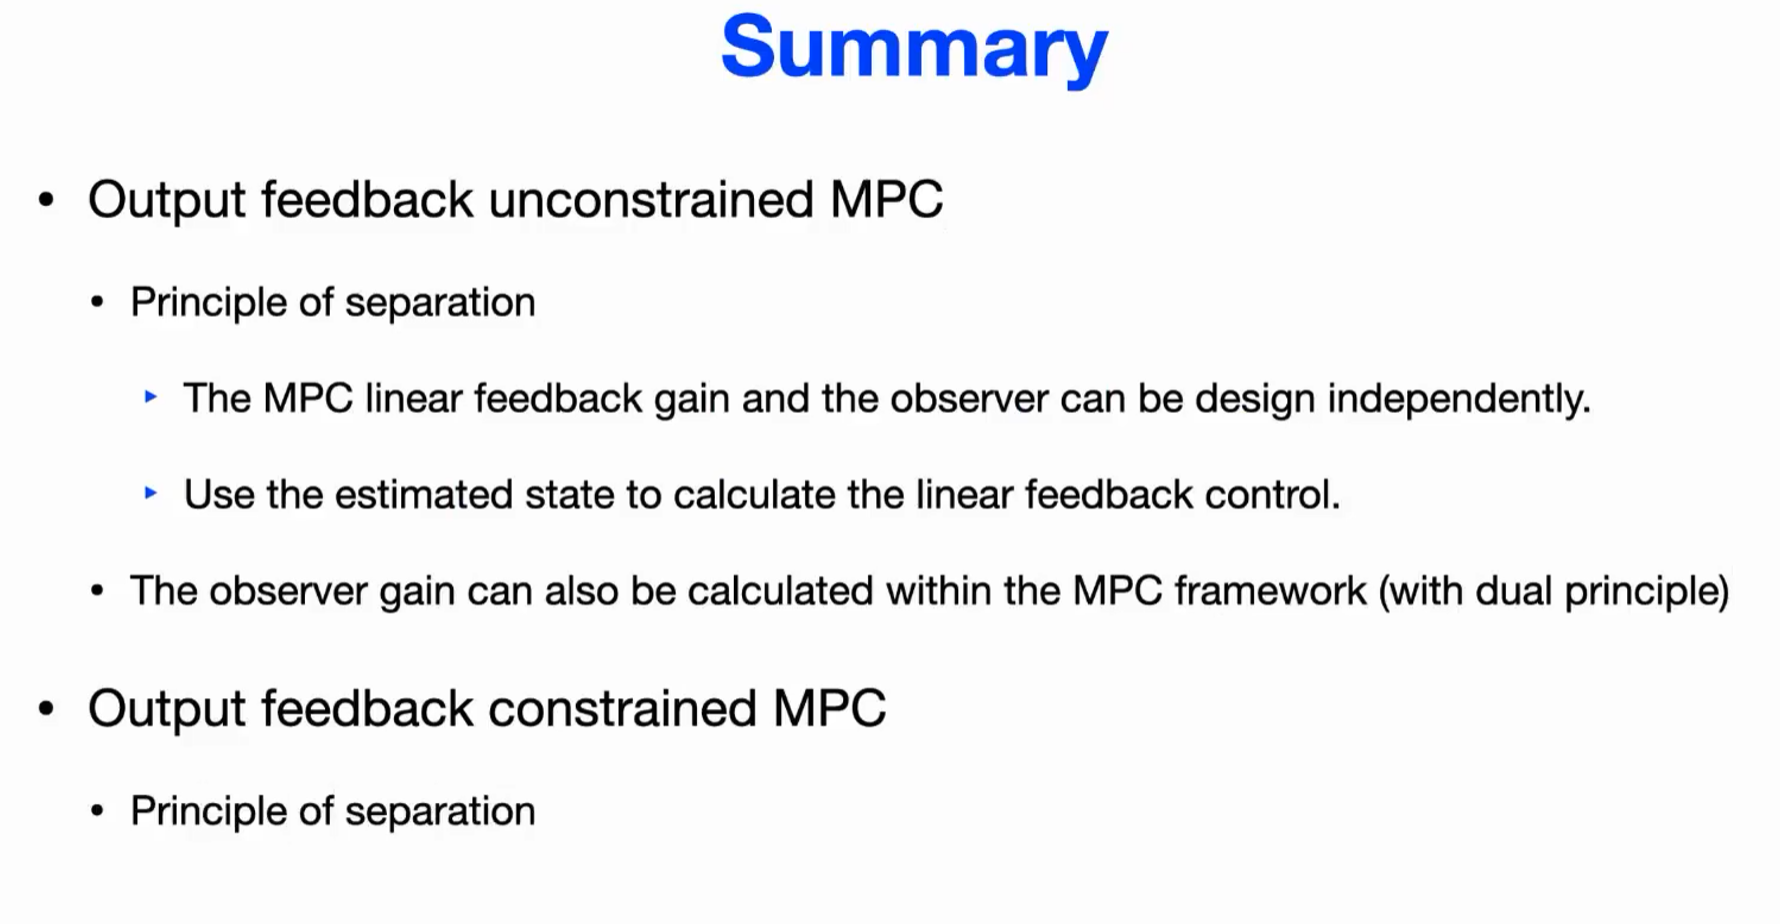 Summary
• Output feedback unconstrained MPC
• Principle of separation
‣ The MPC linear feedback gain and the observer can be design independently.
‣ Use the estimated state to calculate the linear feedback control.
• The observer gain can also be calculated within the MPC framework (with dual principle)
• Output feedback constrained MPC
• Principle of separation